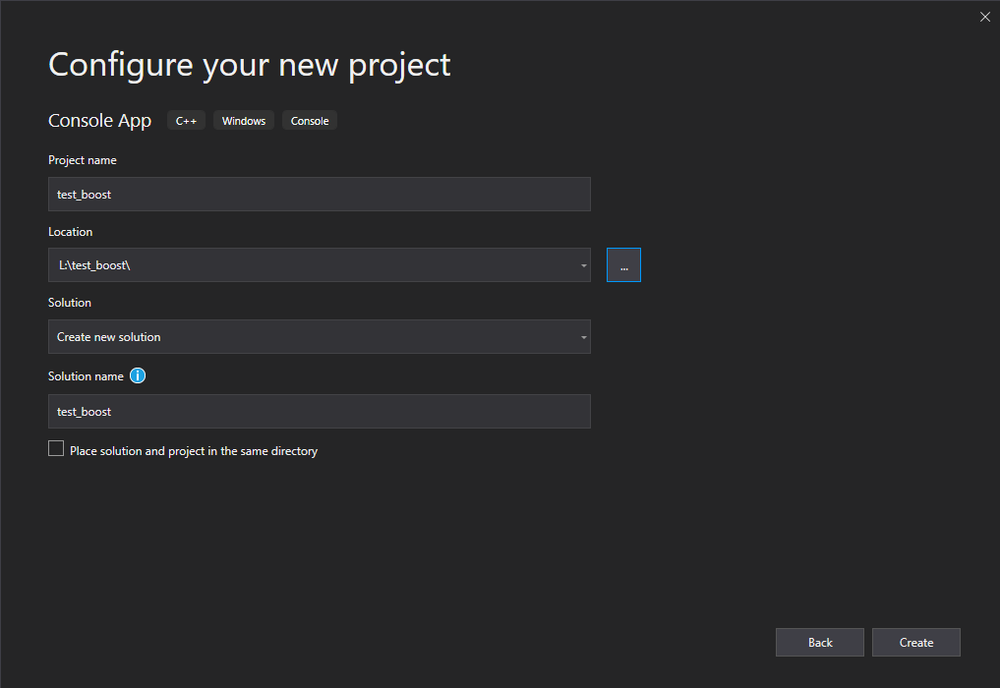 Configure your new project
Console App C++ Windows Console
Project name
test_boost
Location
L:\test_boost\
...
Solution
Create new solution
Solution name i
test_boost
Place solution and project in the same directory
Back Create